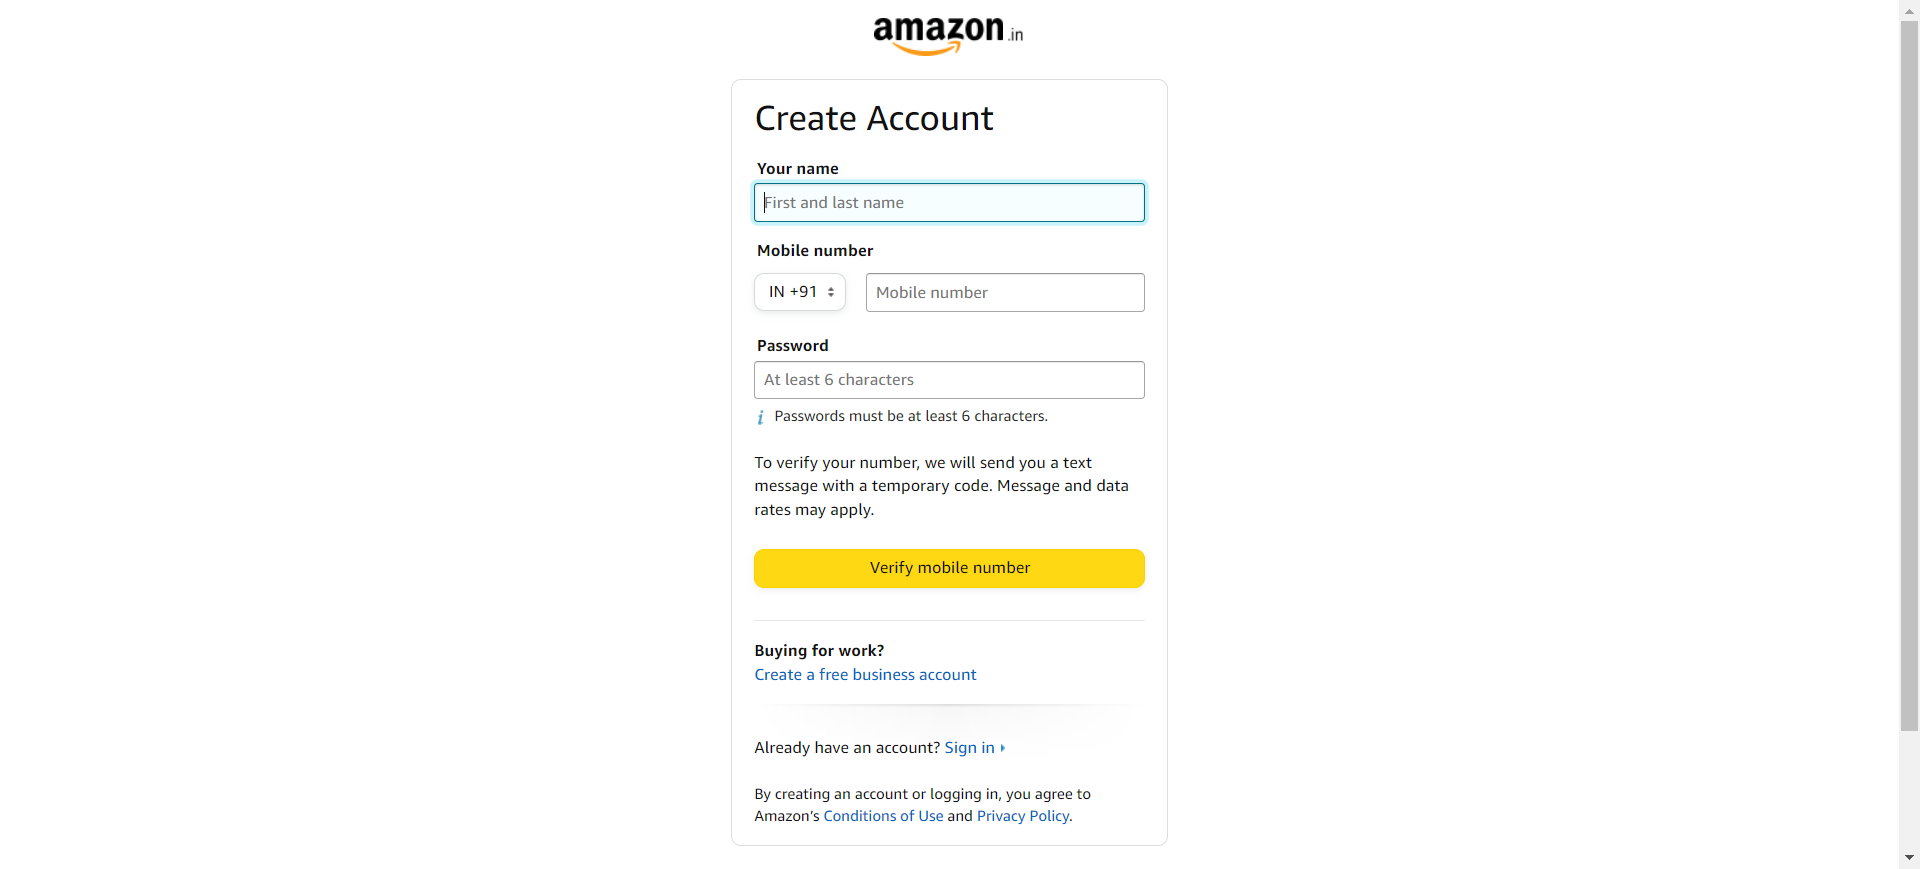 amazon.in
Create Account
Your name
First and last name
Mobile number
IN +91 Mobile number
Password
At least 6 characters
i Passwords must be at least 6 characters.
To verify your number, we will send you a text
message with a temporary code. Message and data
rates may apply.
Verify mobile number
Buying for work?
Create a free business account
Already have an account? Sign in
By creating an account or logging in, you agree to
Amazon’s Conditions of Use and Privacy Policy.